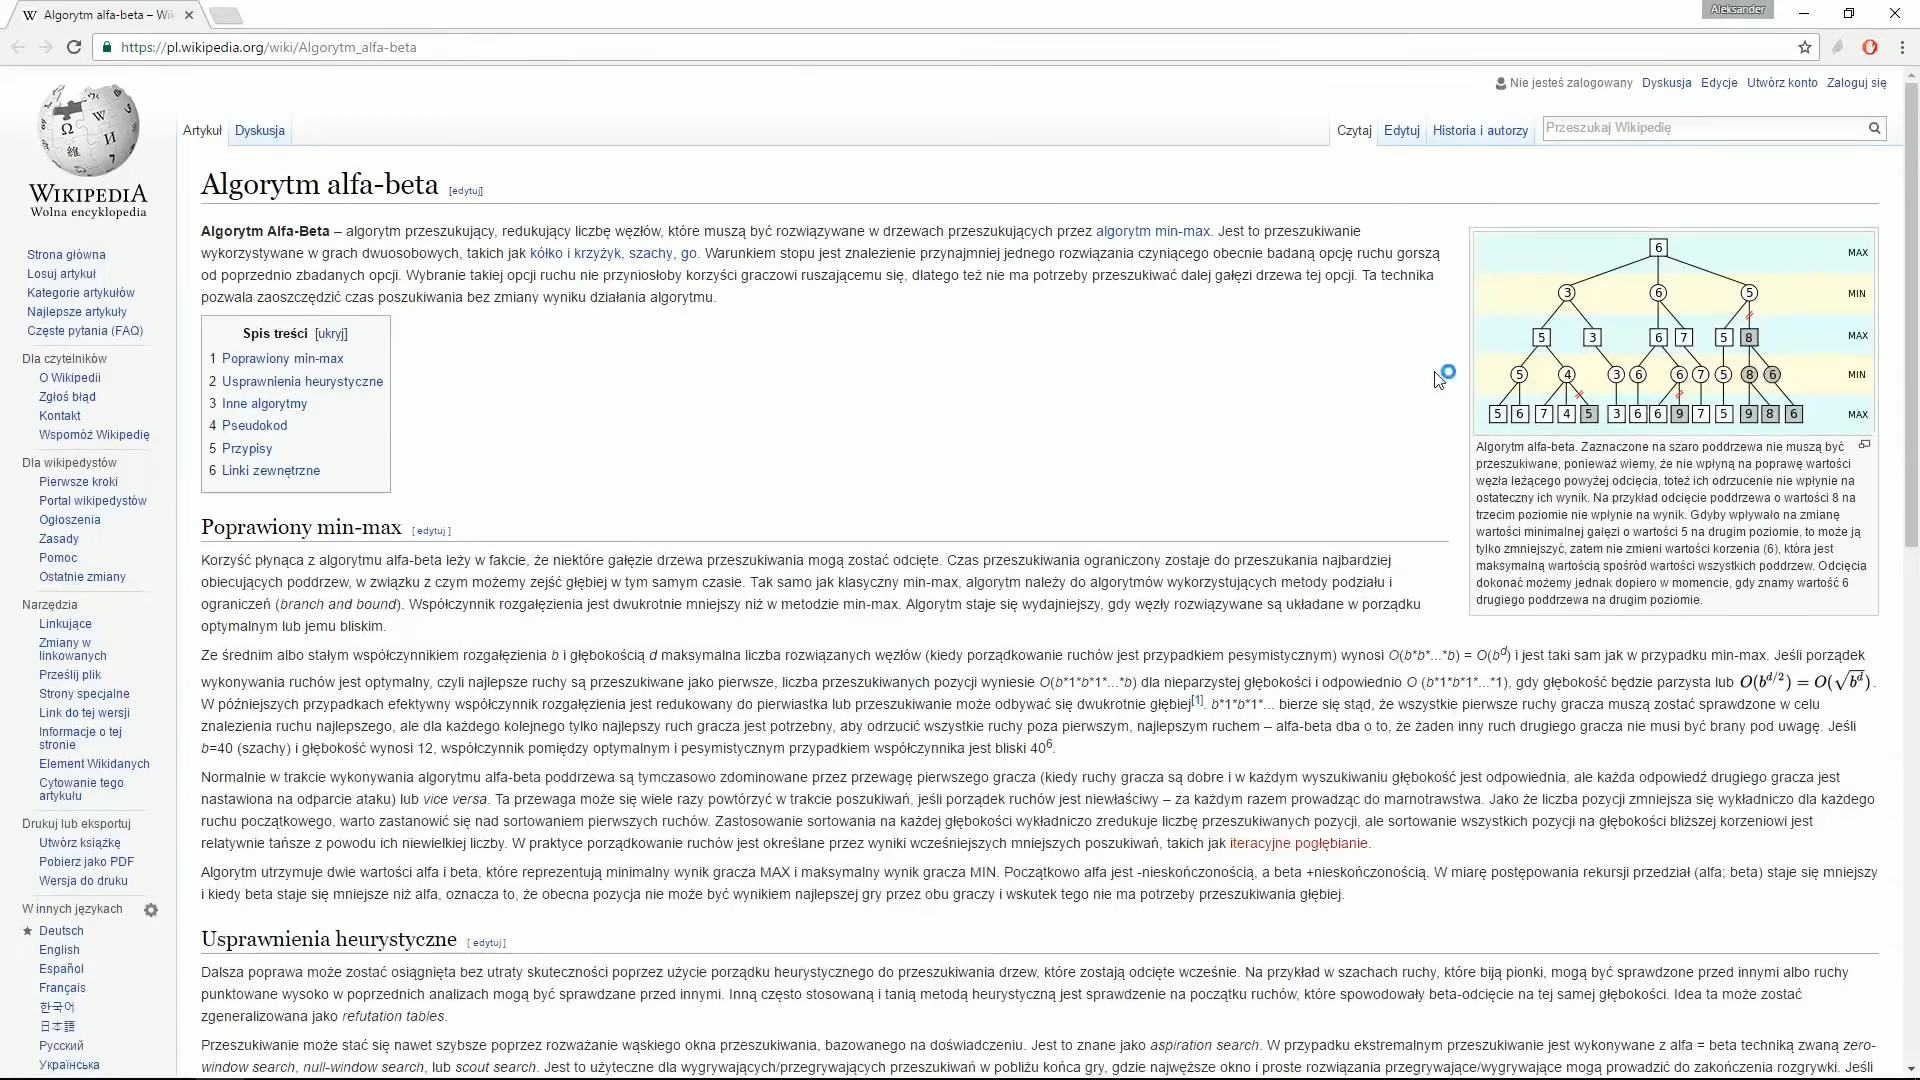 Algorytm alfa-beta – Wi
Aleksander
https://pl.wikipedia.org/wiki/Algorytm_alfa-beta
Nie jesteś zalogowany Dyskusja Edycje Utwórz konto Zaloguj się
Artykuł Dyskusja Czytaj Edytuj Historia i autorzy Przeszukaj Wikipedię
WIKIPEDIA
Wolna encyklopedia
Strona główna
Losuj artykuł
Kategorie artykułów
Najlepsze artykuły
Częste pytania (FAQ)
Dla czytelników
O Wikipedii
Zgłoś błąd
Kontakt
Wspomóż Wikipedię
Dla wikipedystów
Pierwsze kroki
Portal wikipedystów
Ogłoszenia
Zasady
Pomoc
Ostatnie zmiany
Narzędzia
Linkujące
Zmiany w
linkowanych
Prześlij plik
Strony specjalne
Link do tej wersji
Informacje o tej
stronie
Element Wikidanych
Cytowanie tego
artykułu
Drukuj lub eksportuj
Utwórz książkę
Pobierz jako PDF
Wersja do druku
W innych językach
Deutsch
English
Español
Français
한국어
日本語
Русский
Українська
Algorytm alfa-beta [edytuj]
Algorytm Alfa-Beta – algorytm przeszukujący, redukujący liczbę węzłów, które muszą być rozwiązywane w drzewach przeszukujących przez algorytm min-max. Jest to przeszukiwanie
wykorzystywane w grach dwuosobowych, takich jak kółko i krzyżyk, szachy, go. Warunkiem stopu jest znalezienie przynajmniej jednego rozwiązania czyniącego obecnie badaną opcję ruchu gorszą
od poprzednio zbadanych opcji. Wybranie takiej opcji ruchu nie przyniosłoby korzyści graczowi ruszającemu się, dlatego też nie ma potrzeby przeszukiwać dalej gałęzi drzewa tej opcji. Ta technika
pozwala zaoszczędzić czas poszukiwania bez zmiany wyniku działania algorytmu.
Spis treści [ukryj]
1 Poprawiony min-max
2 Usprawnienia heurystyczne
3 Inne algorytmy
4 Pseudokod
5 Przypisy
6 Linki zewnętrzne
6 MAX
3 6 5 MIN
5 3 6 7 5 8 MAX
5 4 3 6 6 7 5 8 6 MIN
5 6 7 4 5 3 6 6 9 7 5 9 8 6 MAX
Algorytm alfa-beta. Zaznaczone na szaro poddrzewa nie muszą być
przeszukiwane, ponieważ wiemy, że nie wpłyną na poprawę wartości
węzła leżącego powyżej odcięcia, toteż ich odrzucenie nie wpłynie na
ostateczny ich wynik. Na przykład odcięcie poddrzewa o wartości 8 na
trzecim poziomie nie wpłynie na wynik. Gdyby wpływało na zmianę
wartości minimalnej gałęzi o wartości 5 na drugim poziomie, to może ją
tylko zmniejszyć, zatem nie zmieni wartości korzenia (6), która jest
maksymalną wartością spośród wartości wszystkich poddrzew. Odcięcia
dokonać możemy jednak dopiero w momencie, gdy znamy wartość 6
drugiego poddrzewa na drugim poziomie.
Poprawiony min-max [ edytuj ]
Korzyść płynąca z algorytmu alfa-beta leży w fakcie, że niektóre gałęzie drzewa przeszukiwania mogą zostać odcięte. Czas przeszukiwania ograniczony zostaje do przeszukania najbardziej
obiecujących poddrzew, w związku z czym możemy zejść głębiej w tym samym czasie. Tak samo jak klasyczny min-max, algorytm należy do algorytmów wykorzystujących metody podziału i
ograniczeń (branch and bound). Współczynnik rozgałęzienia jest dwukrotnie mniejszy niż w metodzie min-max. Algorytm staje się wydajniejszy, gdy węzły rozwiązywane są układane w porządku
optymalnym lub jemu bliskim.
Ze średnim albo stałym współczynnikiem rozgałęzienia b i głębokością d maksymalna liczba rozwiązanych węzłów (kiedy porządkowanie ruchów jest przypadkiem pesymistycznym) wynosi O(b*b*...*b) = O(b^d) i jest taki sam jak w przypadku min-max. Jeśli porządek
wykonywania ruchów jest optymalny, czyli najlepsze ruchy są przeszukiwane jako pierwsze, liczba przeszukiwanych pozycji wyniesie O(b*1*b*1*...*b) dla nieparzystej głębokości i odpowiednio O (b*1*b*1*...*1), gdy głębokość będzie parzysta lub O(b^{d/2}) = O(√b^d).
W późniejszych przypadkach efektywny współczynnik rozgałęzienia jest redukowany do pierwiastka lub przeszukiwanie może odbywać się dwukrotnie głębiej[1]. b*1*b*1*... bierze się stąd, że wszystkie pierwsze ruchy gracza muszą zostać sprawdzone w celu
znalezienia ruchu najlepszego, ale dla każdego kolejnego tylko najlepszy ruch gracza jest potrzebny, aby odrzucić wszystkie ruchy poza pierwszym, najlepszym ruchem – alfa-beta dba o to, że żaden inny ruch drugiego gracza nie musi być brany pod uwagę. Jeśli
b=40 (szachy) i głębokość wynosi 12, współczynnik pomiędzy optymalnym i pesymistycznym przypadkiem współczynnika jest bliski 40⁶.
Normalnie w trakcie wykonywania algorytmu alfa-beta poddrzewa są tymczasowo zdominowane przez przewagę pierwszego gracza (kiedy ruchy gracza są dobre i w każdym wyszukiwaniu głębokość jest odpowiednia, ale każda odpowiedź drugiego gracza jest
nastawiona na odparcie ataku) lub vice versa. Ta przewaga może się wiele razy powtórzyć w trakcie poszukiwań, jeśli porządek ruchów jest niewłaściwy – za każdym razem prowadząc do marnotrawstwa. Jako że liczba pozycji zmniejsza się wykładniczo dla każdego
ruchu początkowego, warto zastanowić się nad sortowaniem pierwszych ruchów. Zastosowanie sortowania na każdej głębokości wykładniczo zredukuje liczbę przeszukiwanych pozycji, ale sortowanie wszystkich pozycji na głębokości bliższej korzeniowi jest
relatywnie tańsze z powodu ich niewielkiej liczby. W praktyce porządkowanie ruchów jest określane przez wyniki wcześniejszych mniejszych poszukiwań, takich jak iteracyjne pogłębianie.
Algorytm utrzymuje dwie wartości alfa i beta, które reprezentują minimalny wynik gracza MAX i maksymalny wynik gracza MIN. Początkowo alfa jest -nieskończonością, a beta +nieskończonością. W miarę postępowania rekursji przedział (alfa; beta) staje się mniejszy
i kiedy beta staje się mniejsze niż alfa, oznacza to, że obecna pozycja nie może być wynikiem najlepszej gry przez obu graczy i wskutek tego nie ma potrzeby przeszukiwania głębiej.
Usprawnienia heurystyczne [ edytuj ]
Dalsza poprawa może zostać osiągnięta bez utraty skuteczności poprzez użycie porządku heurystycznego do przeszukiwania drzew, które zostają odcięte wcześnie. Na przykład w szachach ruchy, które biją pionki, mogą być sprawdzone przed innymi albo ruchy
punktowane wysoko w poprzednich analizach mogą być sprawdzane przed innymi. Inną często stosowaną i tanią metodą heurystyczną jest sprawdzenie na początku ruchów, które spowodowały beta-odcięcie na tej samej głębokości. Idea ta może zostać
zgeneralizowana jako refutation tables.
Przeszukiwanie może stać się nawet szybsze poprzez rozważanie wąskiego okna przeszukiwania, bazowanego na doświadczeniu. Jest to znane jako aspiration search. W przypadku ekstremalnym przeszukiwanie jest wykonywane z alfa = beta techniką zwaną zero-
window search, null-window search, lub scout search. Jest to użyteczne dla wygrywających/przegrywających przeszukiwań w pobliżu końca gry, gdzie najwęższe okno i proste rozwiązania przegrywające/wygrywające mogą prowadzić do zakończenia rozgrywki. Jeśli